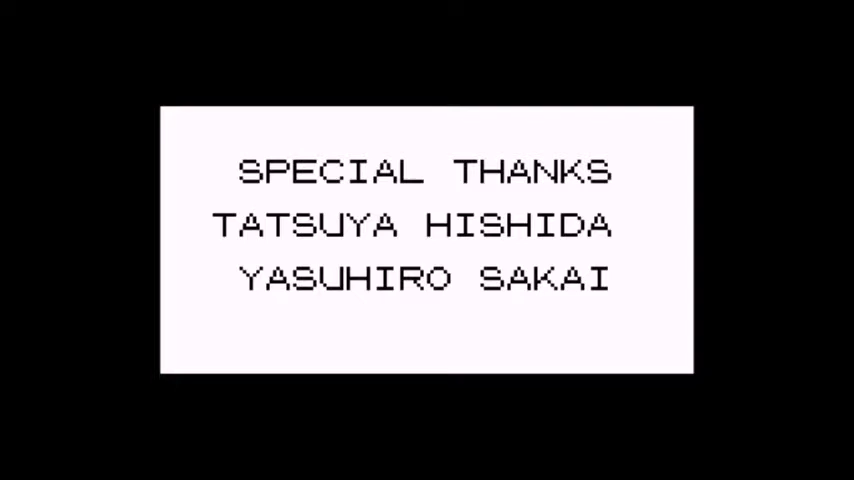 SPECIAL THANKS
TATSUYA HISHIDA
YASUHIRO SAKAI